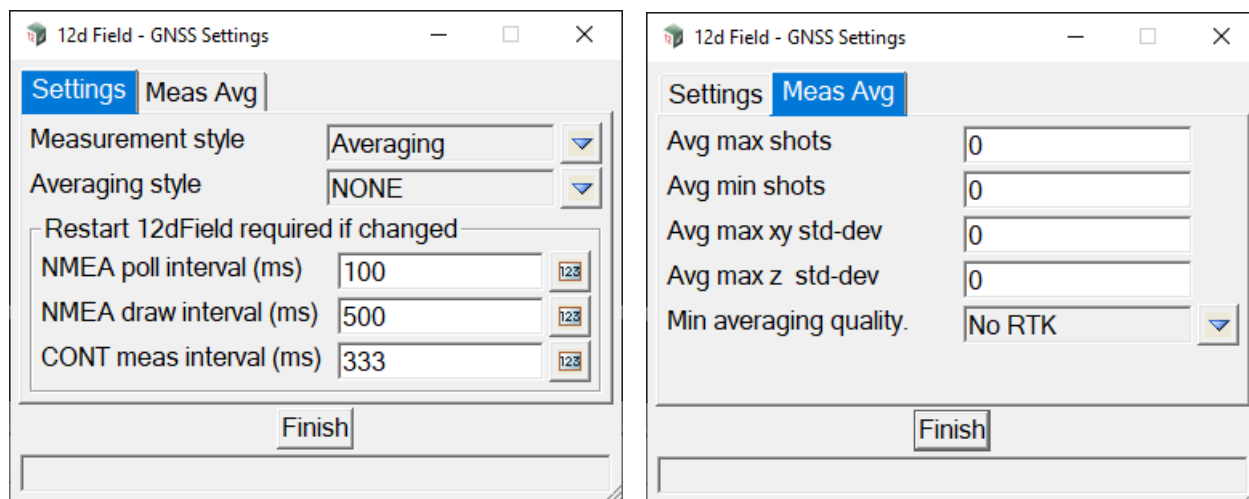 12d Field - GNSS Settings
Settings Meas Avg
Measurement style Averaging
Averaging style NONE
Restart 12dField required if changed
NMEA poll interval (ms) 100 123
NMEA draw interval (ms) 500 123
CONT meas interval (ms) 333 123
Finish
12d Field - GNSS Settings
Settings Meas Avg
Avg max shots 0
Avg min shots 0
Avg max xy std-dev 0
Avg max z  std-dev 0
Min averaging quality. No RTK
Finish